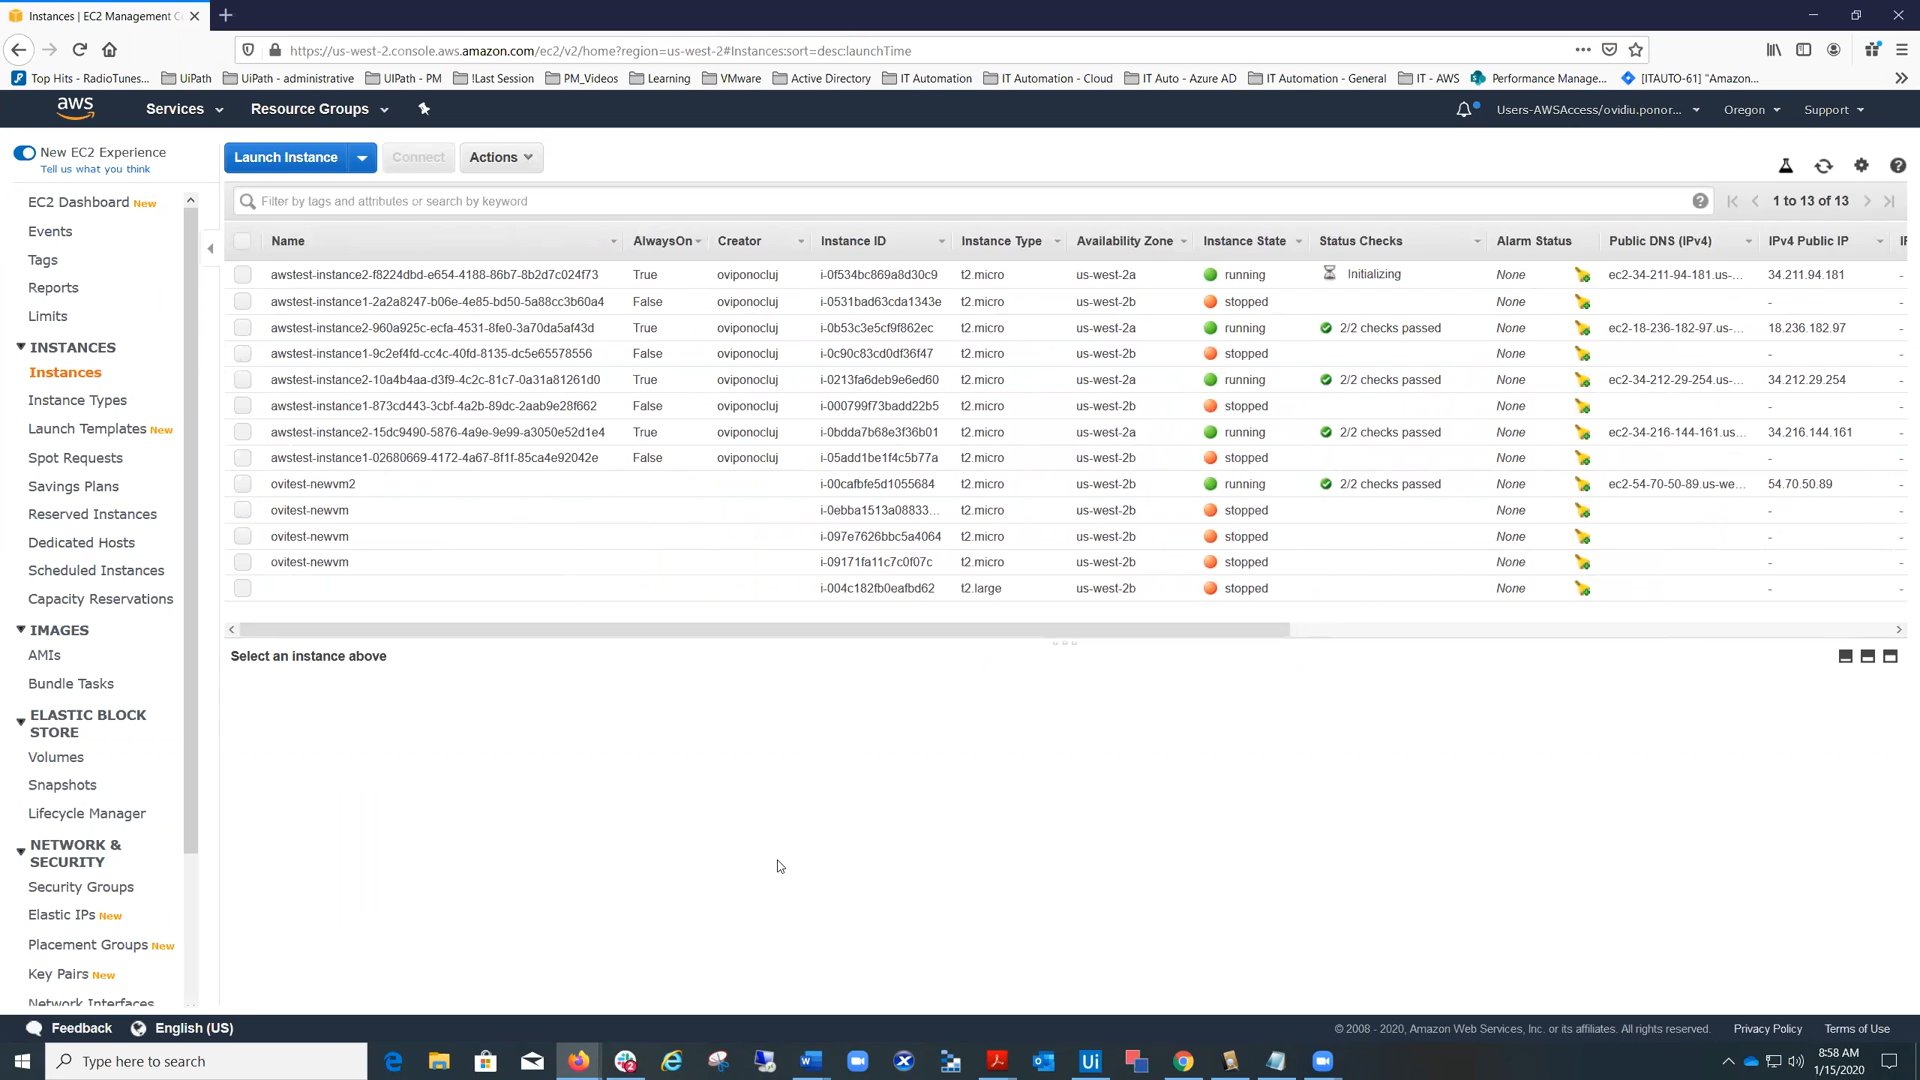 Instances | EC2 Management C
https://us-west-2.console.aws.amazon.com/ec2/v2/home?region=us-west-2#Instances:sort=desc:launchTime
Top Hits - RadioTunes... UiPath UiPath - administrative UIPath - PM !Last Session PM_Videos Learning VMware Active Directory IT Automation IT Automation - Cloud IT Auto - Azure AD IT Automation - General IT - AWS Performance Manage... [ITAUTO-61] "Amazon...
aws Services Resource Groups Users-AWSAccess/ovidiu.ponor... Oregon Support
New EC2 Experience
Tell us what you think
EC2 Dashboard New
Events
Tags
Reports
Limits
INSTANCES
Instances
Instance Types
Launch Templates New
Spot Requests
Savings Plans
Reserved Instances
Dedicated Hosts
Scheduled Instances
Capacity Reservations
IMAGES
AMIs
Bundle Tasks
ELASTIC BLOCK
STORE
Volumes
Snapshots
Lifecycle Manager
NETWORK &
SECURITY
Security Groups
Elastic IPs New
Placement Groups New
Key Pairs New
Network Interfaces
Launch Instance Connect Actions
Filter by tags and attributes or search by keyword 1 to 13 of 13
Name AlwaysOn Creator Instance ID Instance Type Availability Zone Instance State Status Checks Alarm Status Public DNS (IPv4) IPv4 Public IP
awstest-instance2-f8224dbd-e654-4188-86b7-8b2d7c024f73 True oviponocluj i-0f534bc869a8d30c9 t2.micro us-west-2a running Initializing None ec2-34-211-94-181.us-... 34.211.94.181 -
awstest-instance1-2a2a8247-b06e-4e85-bd50-5a88cc3b60a4 False oviponocluj i-0531bad63cda1343e t2.micro us-west-2b stopped None - -
awstest-instance2-960a925c-ecfa-4531-8fe0-3a70da5af43d True oviponocluj i-0b53c3e5cf9f862ec t2.micro us-west-2a running 2/2 checks passed None ec2-18-236-182-97.us-... 18.236.182.97 -
awstest-instance1-9c2ef4fd-cc4c-40fd-8135-dc5e65578556 False oviponocluj i-0c90c83cd0df36f47 t2.micro us-west-2b stopped None - -
awstest-instance2-10a4b4aa-d3f9-4c2c-81c7-0a31a81261d0 True oviponocluj i-0213fa6deb9e6ed60 t2.micro us-west-2a running 2/2 checks passed None ec2-34-212-29-254.us-... 34.212.29.254 -
awstest-instance1-873cd443-3cbf-4a2b-89dc-2aab9e28f662 False oviponocluj i-000799f73badd22b5 t2.micro us-west-2b stopped None - -
awstest-instance2-15dc9490-5876-4a9e-9e99-a3050e52d1e4 True oviponocluj i-0bdda7b68e3f36b01 t2.micro us-west-2a running 2/2 checks passed None ec2-34-216-144-161.us... 34.216.144.161 -
awstest-instance1-02680669-4172-4a67-8f1f-85ca4e92042e False oviponocluj i-05add1be1f4c5b77a t2.micro us-west-2b stopped None - -
ovitest-newvm2 i-00cafbfe5d1055684 t2.micro us-west-2b running 2/2 checks passed None ec2-54-70-50-89.us-we... 54.70.50.89 -
ovitest-newvm i-0ebba1513a08833... t2.micro us-west-2b stopped None - -
ovitest-newvm i-097e7626bbc5a4064 t2.micro us-west-2b stopped None - -
ovitest-newvm i-09171fa11c7c0f07c t2.micro us-west-2b stopped None - -
i-004c182fb0eafbd62 t2.large us-west-2b stopped None - -
Select an instance above
Feedback English (US) © 2008 - 2020, Amazon Web Services, Inc. or its affiliates. All rights reserved. Privacy Policy Terms of Use
Type here to search
8:58 AM
1/15/2020